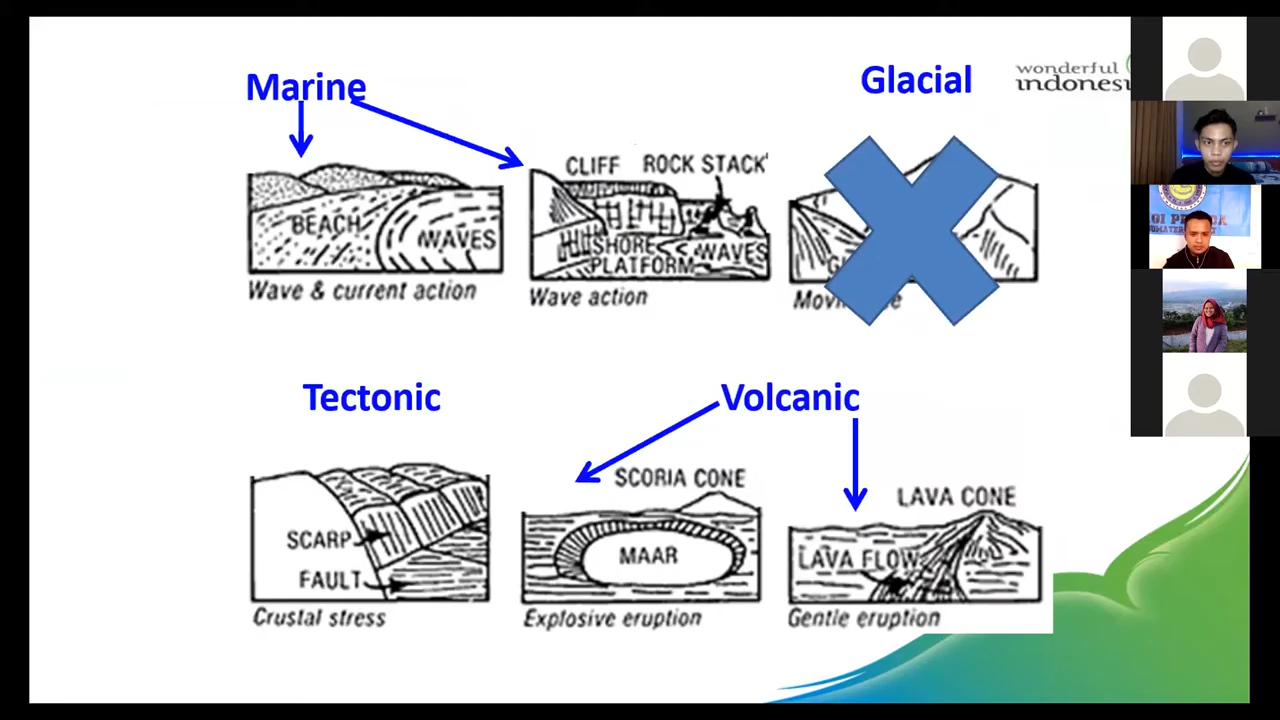 Marine
Glacial
wonderful
indonesi
CLIFF
ROCK STACK
BEACH
WAVES
SHORE
PLATFORM
WAVES
Wave & current action
Wave action
Tectonic
Volcanic
SCORIA CONE
LAVA CONE
SCARP
FAULT
MAAR
LAVA FLOW
Crustal stress
Explosive eruption
Gentle eruption